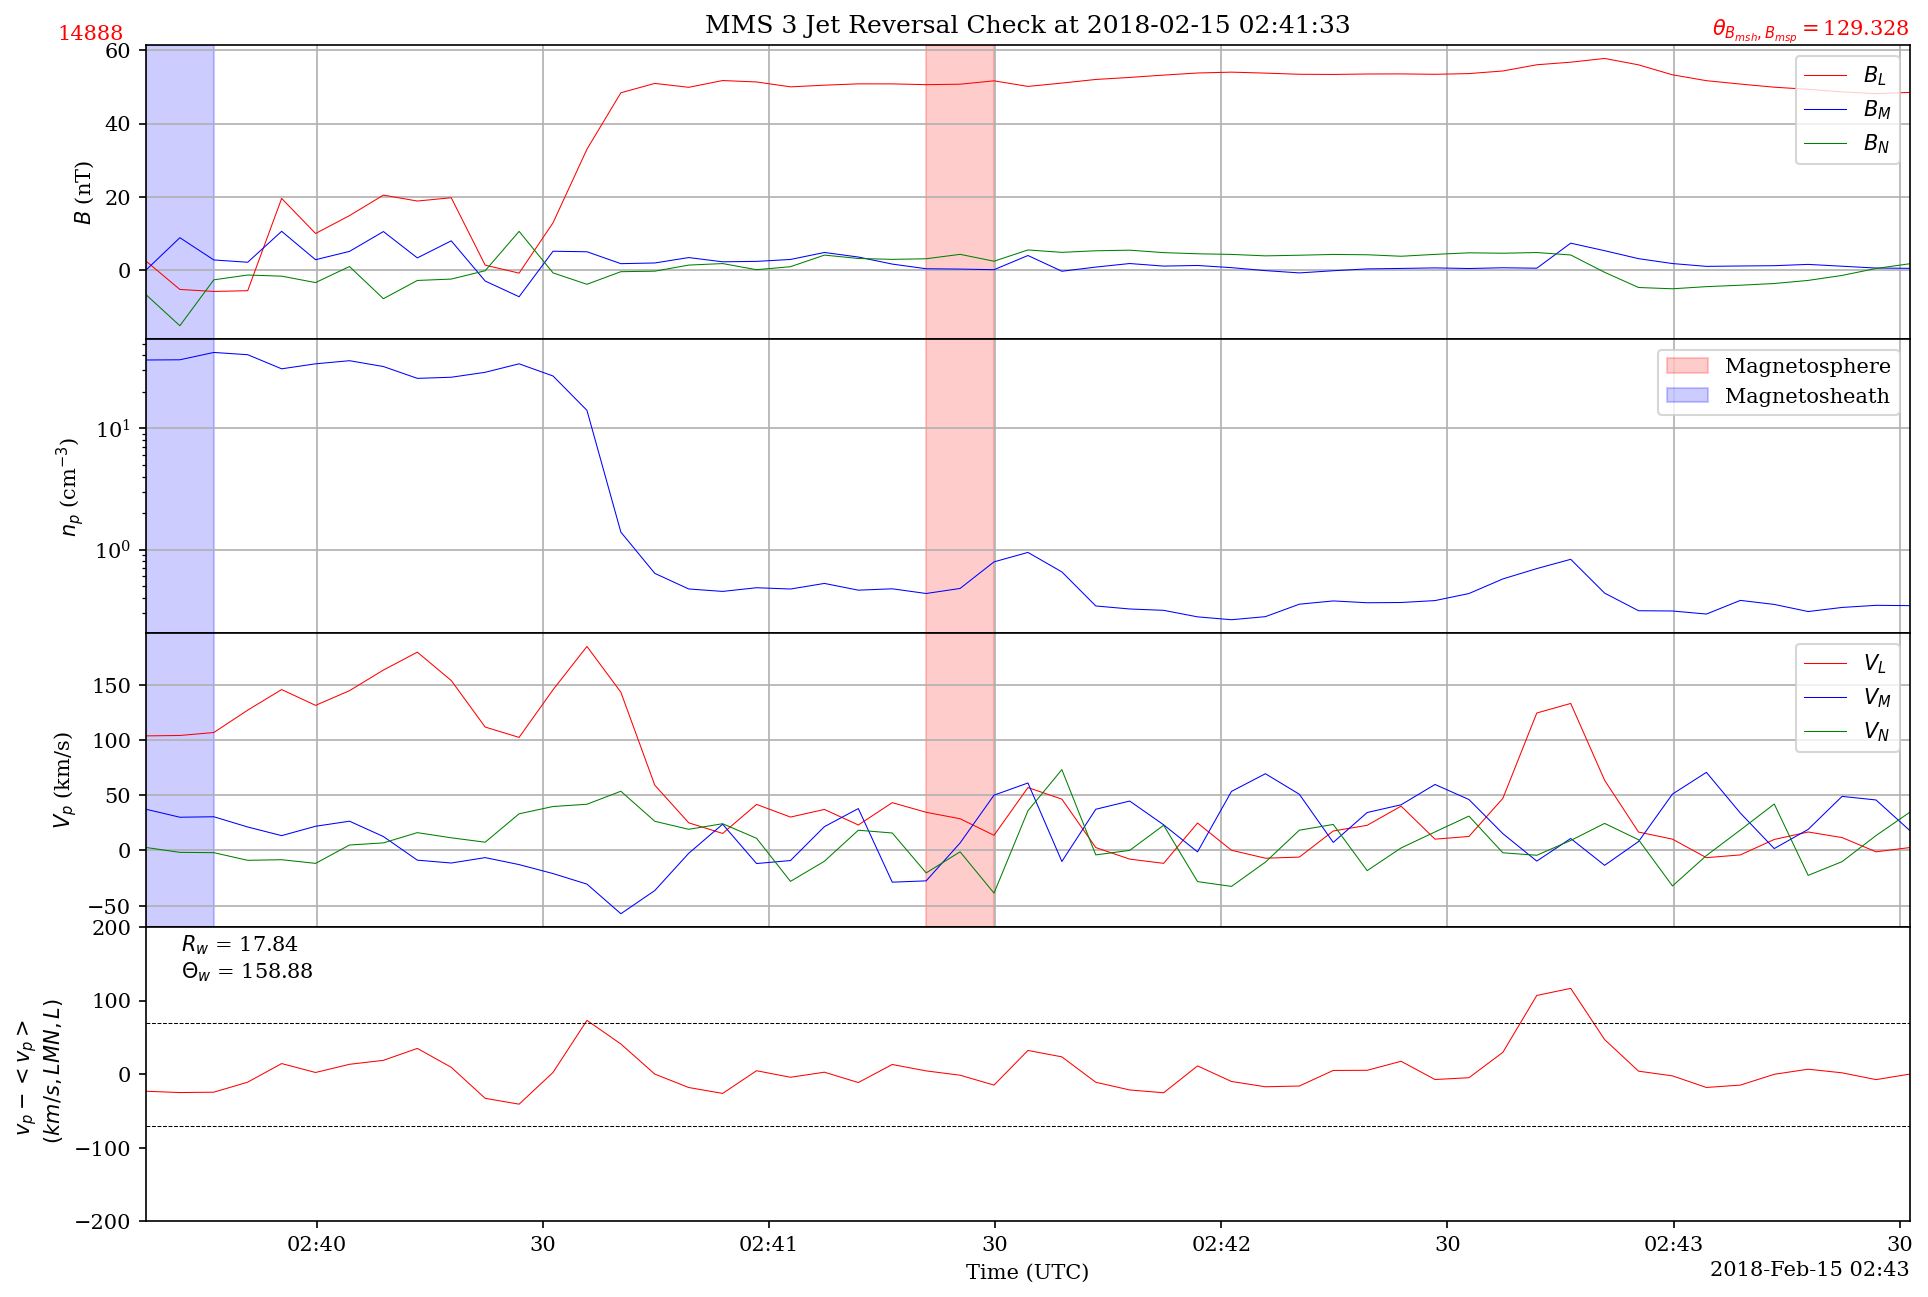 MMS 3 Jet Reversal Check at 2018-02-15 02:41:33
14888
θ_{B_{msh}, B_{msp}} = 129.328
60
40
20
0
B (nT)
B_L
B_M
B_N
10^1
10^0
n_p (cm^{-3})
Magnetosphere
Magnetosheath
150
100
50
0
−50
V_p (km/s)
V_L
V_M
V_N
200
100
0
−100
−200
v_p − <v_p>
(km/s, LMN, L)
R_w = 17.84
Θ_w = 158.88
02:40
30
02:41
30
02:42
30
02:43
30
Time (UTC)
2018-Feb-15 02:43